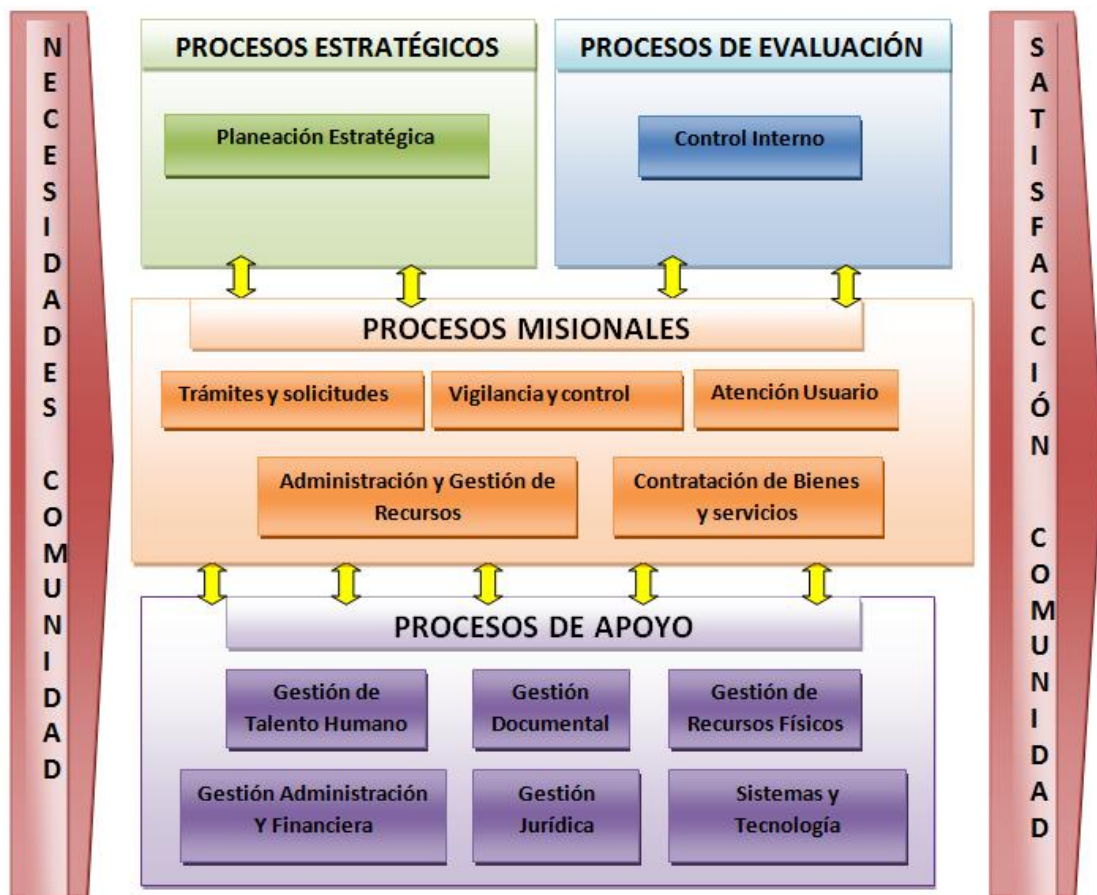 NECESIDADES COMUNIDAD
PROCESOS ESTRATÉGICOS
Planeación Estratégica
PROCESOS DE EVALUACIÓN
Control Interno
PROCESOS MISIONALES
Trámites y solicitudes
Vigilancia y control
Atención Usuario
Administración y Gestión de
Recursos
Contratación de Bienes
y servicios
PROCESOS DE APOYO
Gestión de
Talento Humano
Gestión
Documental
Gestión de
Recursos Físicos
Gestión Administración
Y Financiera
Gestión
Jurídica
Sistemas y
Tecnología
SATISFACCIÓN COMUNIDAD